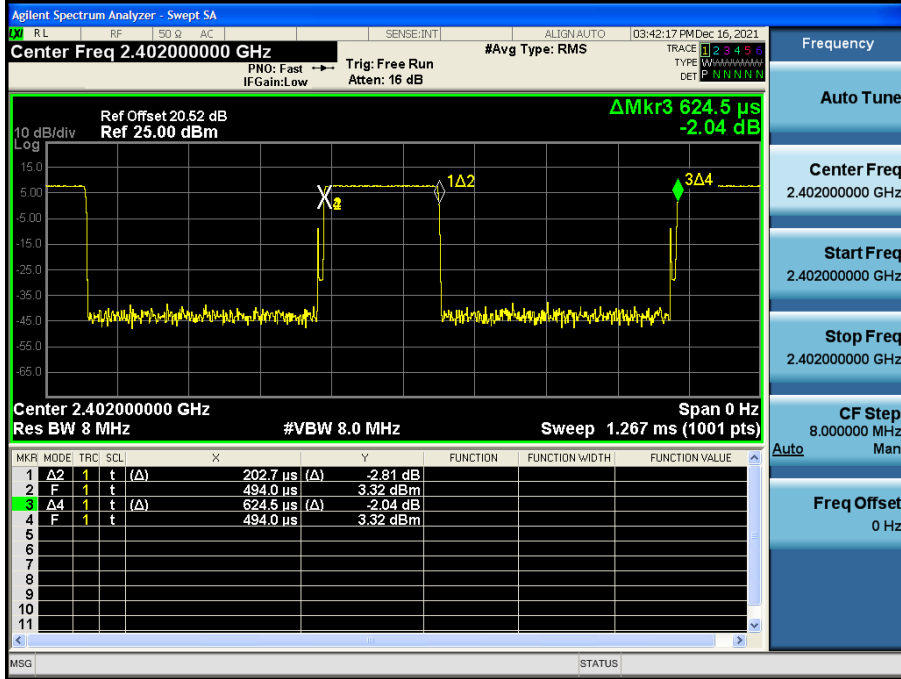 Agilent Spectrum Analyzer - Swept SA
LXI RL RF 50 Ω AC SENSE:INT ALIGN AUTO 03:42:17 PM Dec 16, 2021
Center Freq 2.402000000 GHz #Avg Type: RMS TRACE 1 2 3 4 5 6
PNO: Fast Trig: Free Run TYPE WWWWWW
IFGain:Low Atten: 16 dB DET P N N N N N
Ref Offset 20.52 dB ΔMkr3 624.5 µs
10 dB/div Ref 25.00 dBm -2.04 dB
Log
15.0
5.00
-5.00
-15.0
-25.0
-35.0
-45.0
-55.0
-65.0
1Δ2
3Δ4
Center 2.402000000 GHz Span 0 Hz
Res BW 8 MHz #VBW 8.0 MHz Sweep 1.267 ms (1001 pts)
MKR MODE TRC SCL X Y FUNCTION FUNCTION WIDTH FUNCTION VALUE
1 Δ2 1 t (Δ) 202.7 µs (Δ) -2.81 dB
2 F 1 t 494.0 µs 3.32 dBm
3 Δ4 1 t (Δ) 624.5 µs (Δ) -2.04 dB
4 F 1 t 494.0 µs 3.32 dBm
5
6
7
8
9
10
11
MSG STATUS
Frequency
Auto Tune
Center Freq
2.402000000 GHz
Start Freq
2.402000000 GHz
Stop Freq
2.402000000 GHz
CF Step
8.000000 MHz
Auto Man
Freq Offset
0 Hz